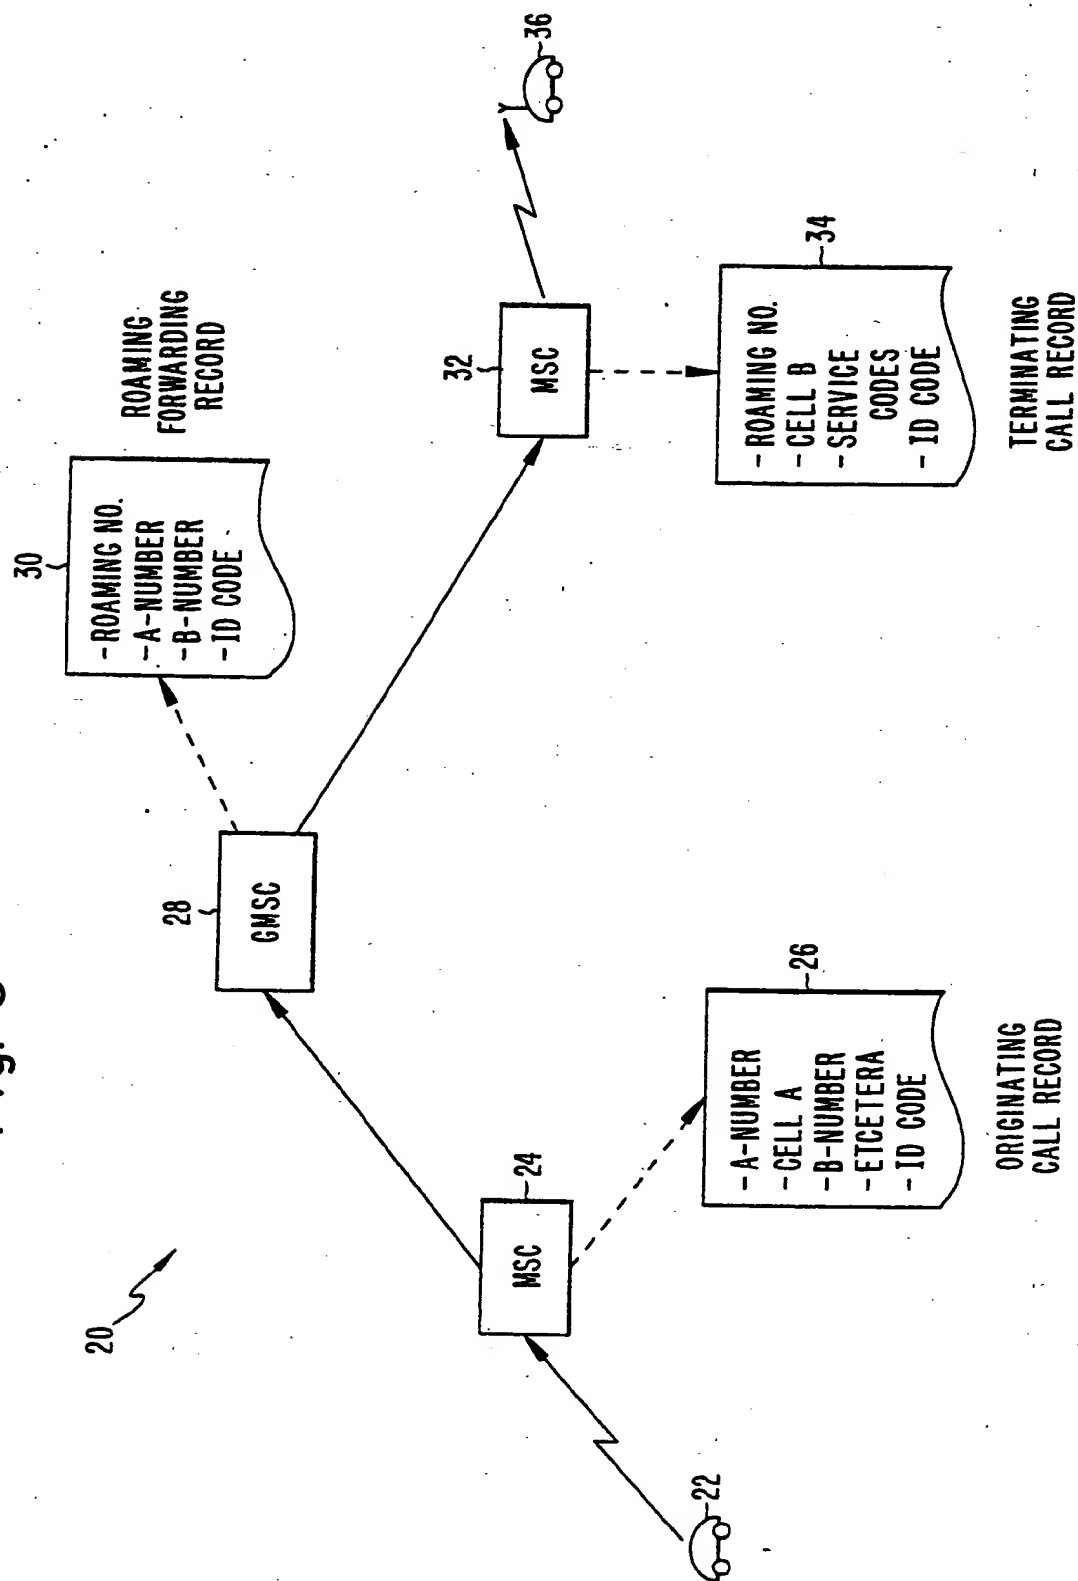 20
22
MSC
24
- A-NUMBER
- CELL A
- B-NUMBER
- ETCETERA
- ID CODE
26
ORIGINATING
CALL RECORD
28
GMSC
30
-ROAMING NO.
-A-NUMBER
-B-NUMBER
-ID CODE
ROAMING
FORWARDING
RECORD
32
MSC
34
-ROAMING NO.
- CELL B
-SERVICE
CODES
- ID CODE
TERMINATING
CALL RECORD
36